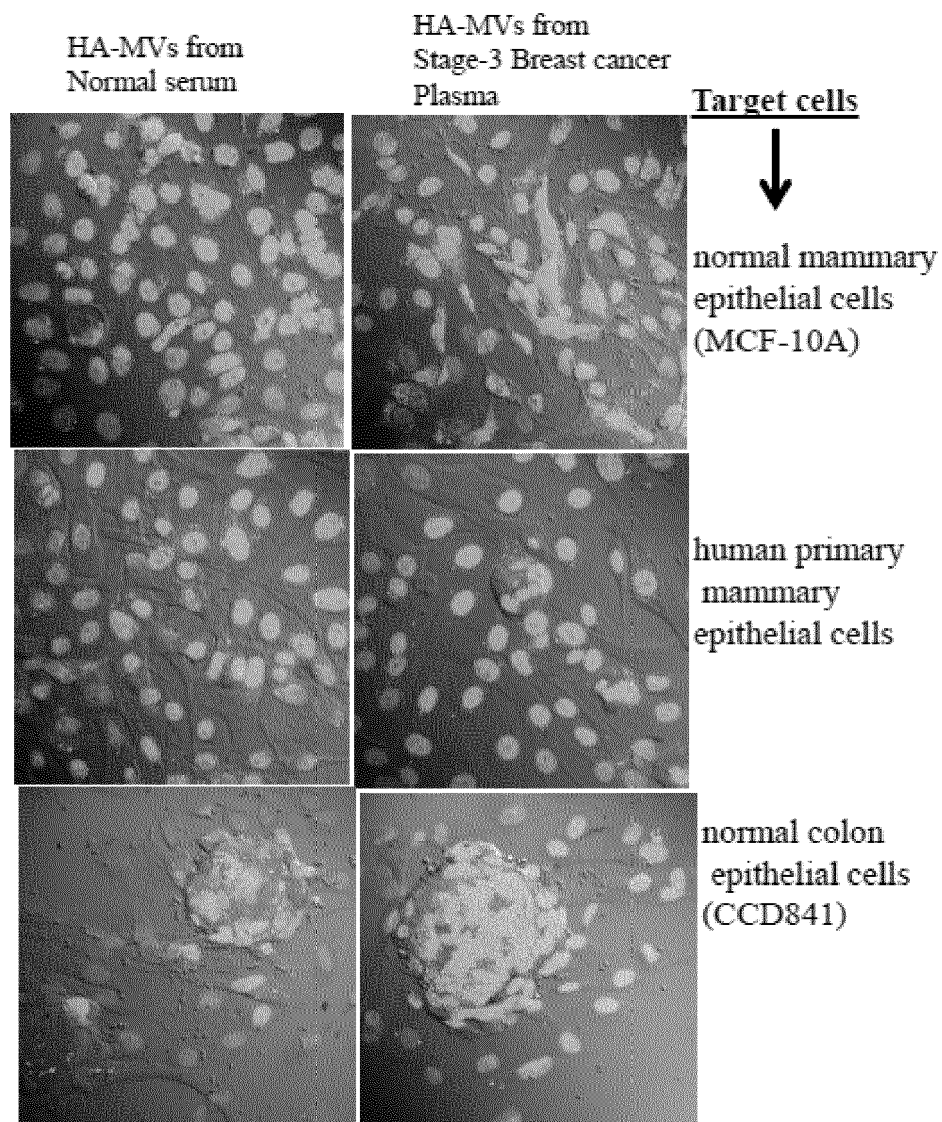 HA-MVs from
Normal serum
HA-MVs from
Stage-3 Breast cancer
Plasma
Target cells
normal mammary
epithelial cells
(MCF-10A)
human primary
mammary
epithelial cells
normal colon
epithelial cells
(CCD841)